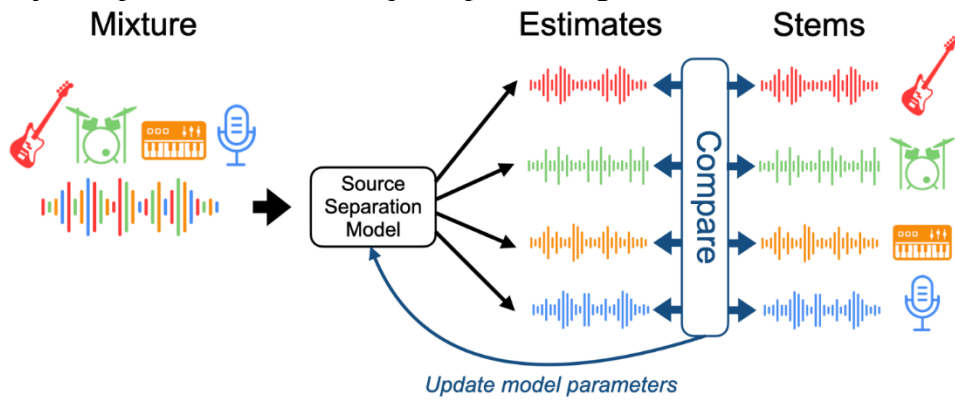 Mixture
Estimates
Stems
Source
Separation
Model
Compare
Update model parameters